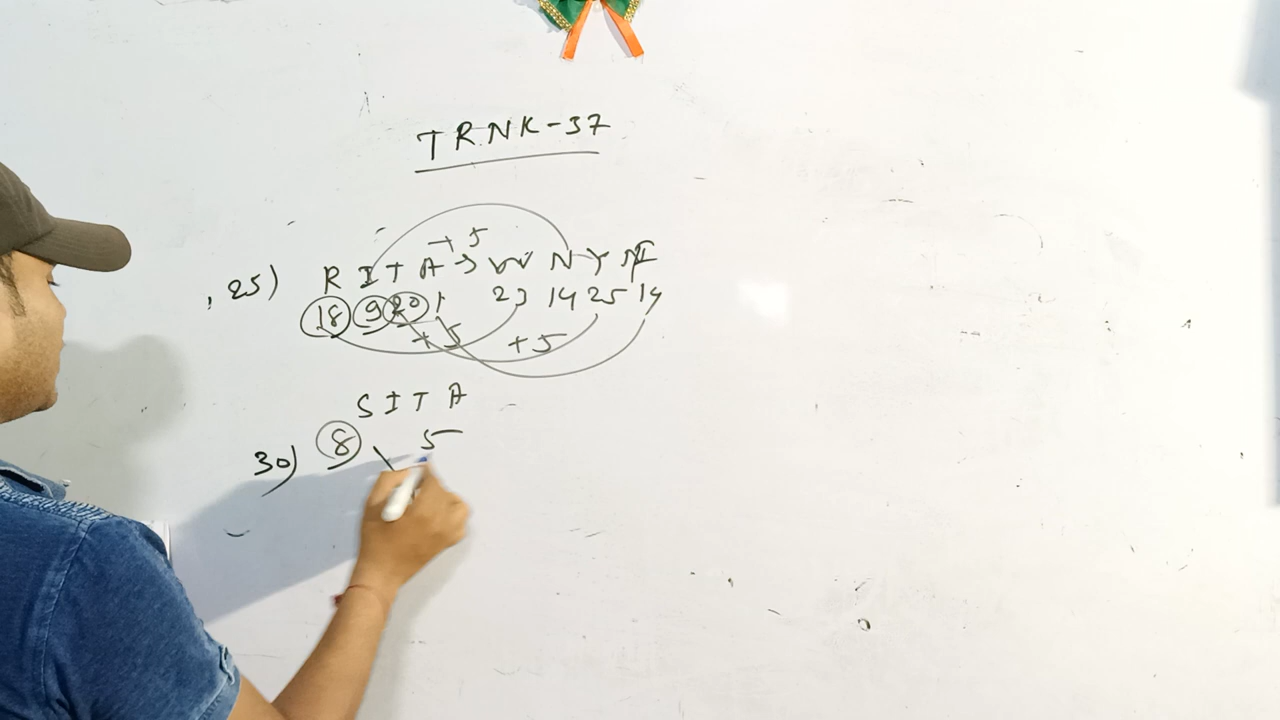 TRNK-37
+5
25) R I T A → W N Y N
18 9 20 1 23 14 25 14
+5 +5
S I T A
30) 8 5